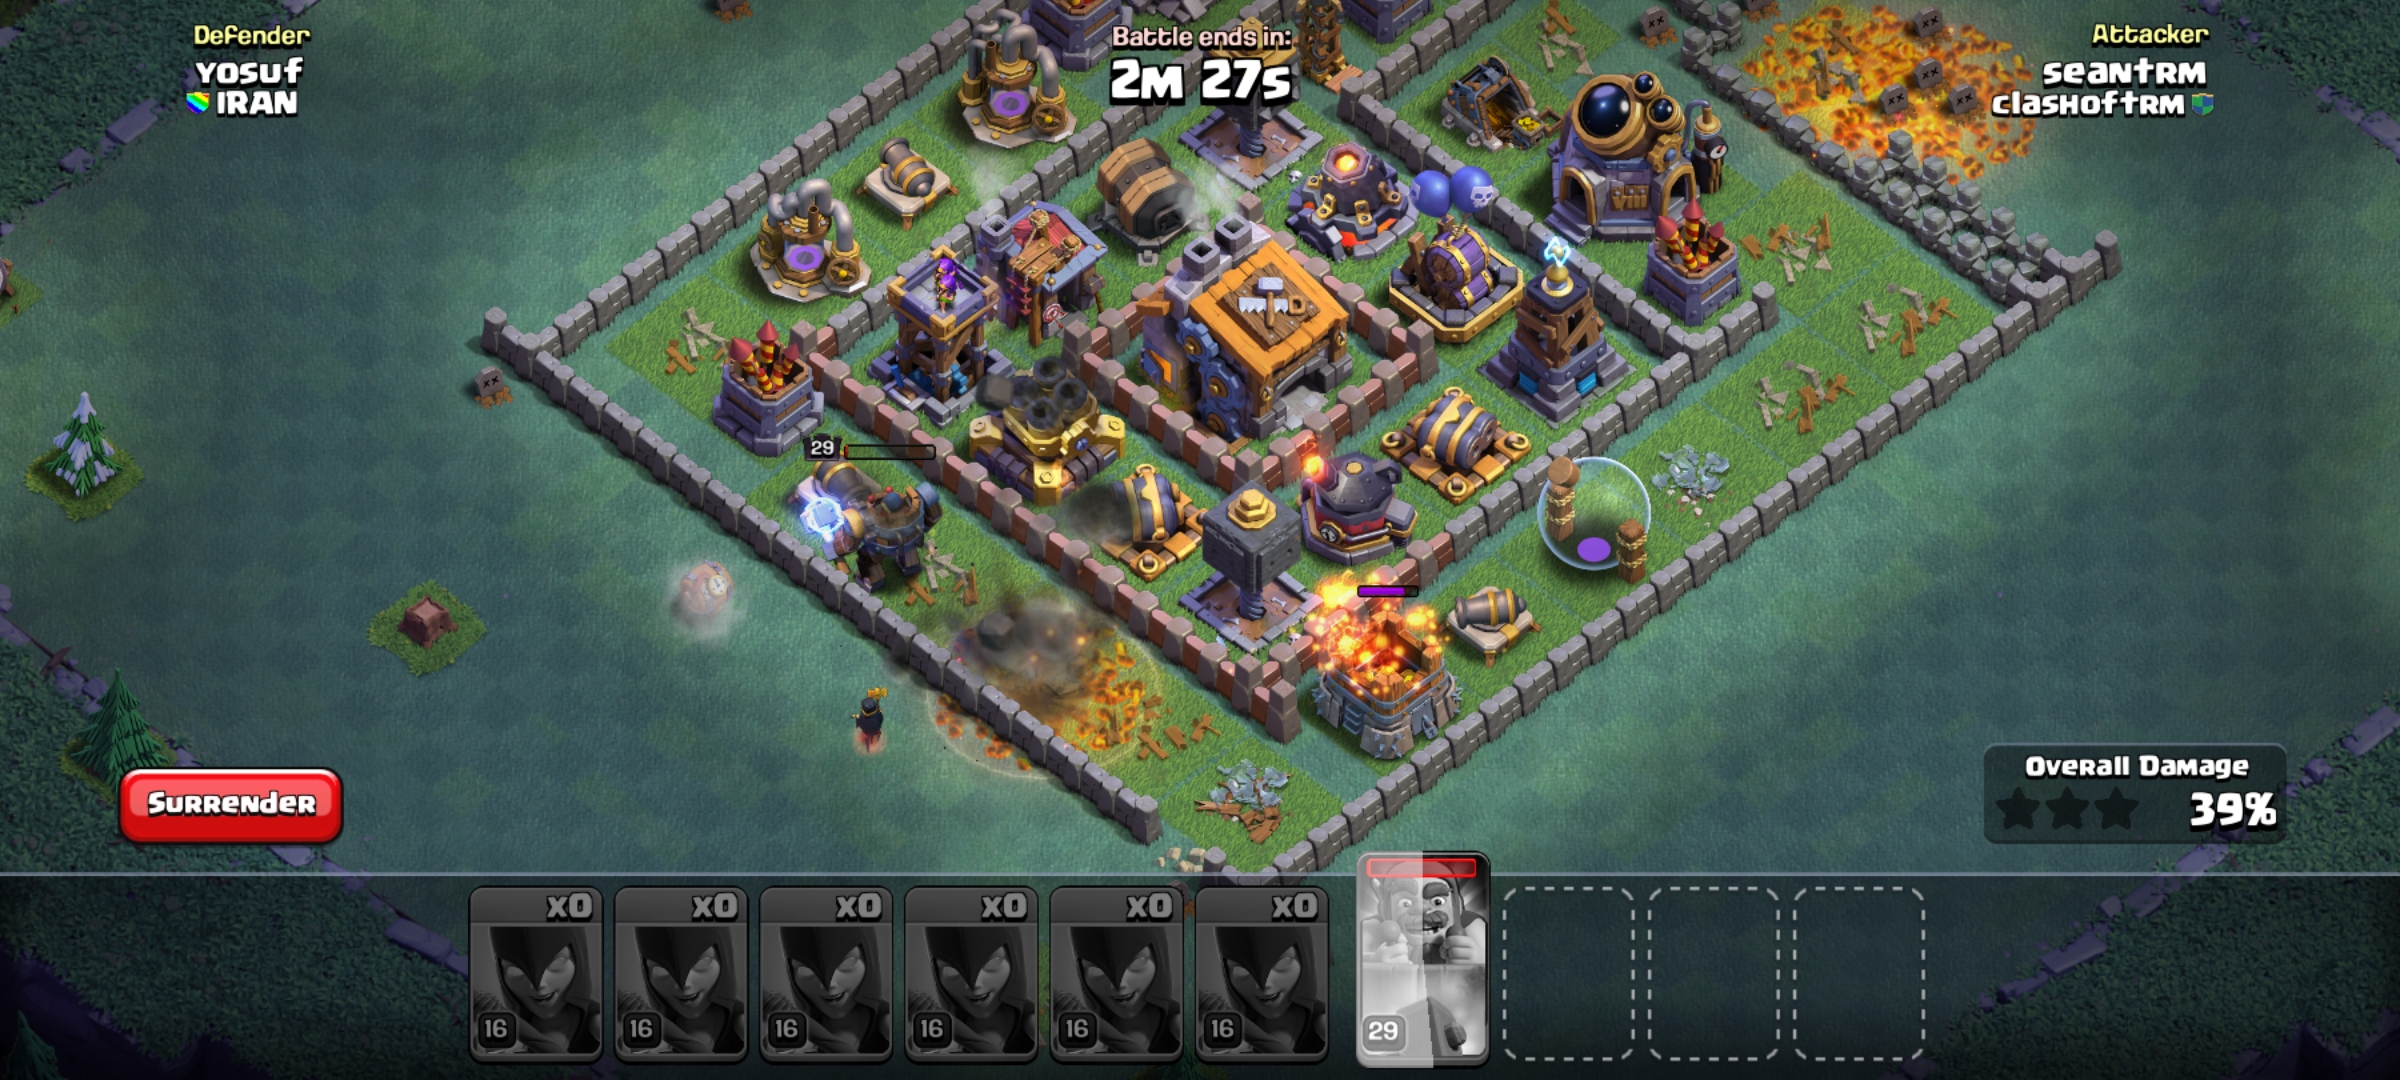 Defender
Yosuf
IRAN
Battle ends in:
2M 27s
Attacker
seantRM
clashoftRM
VIII
29
Surrender
Overall Damage
39%
x0
x0
x0
x0
x0
x0
16
16
16
16
16
16
29